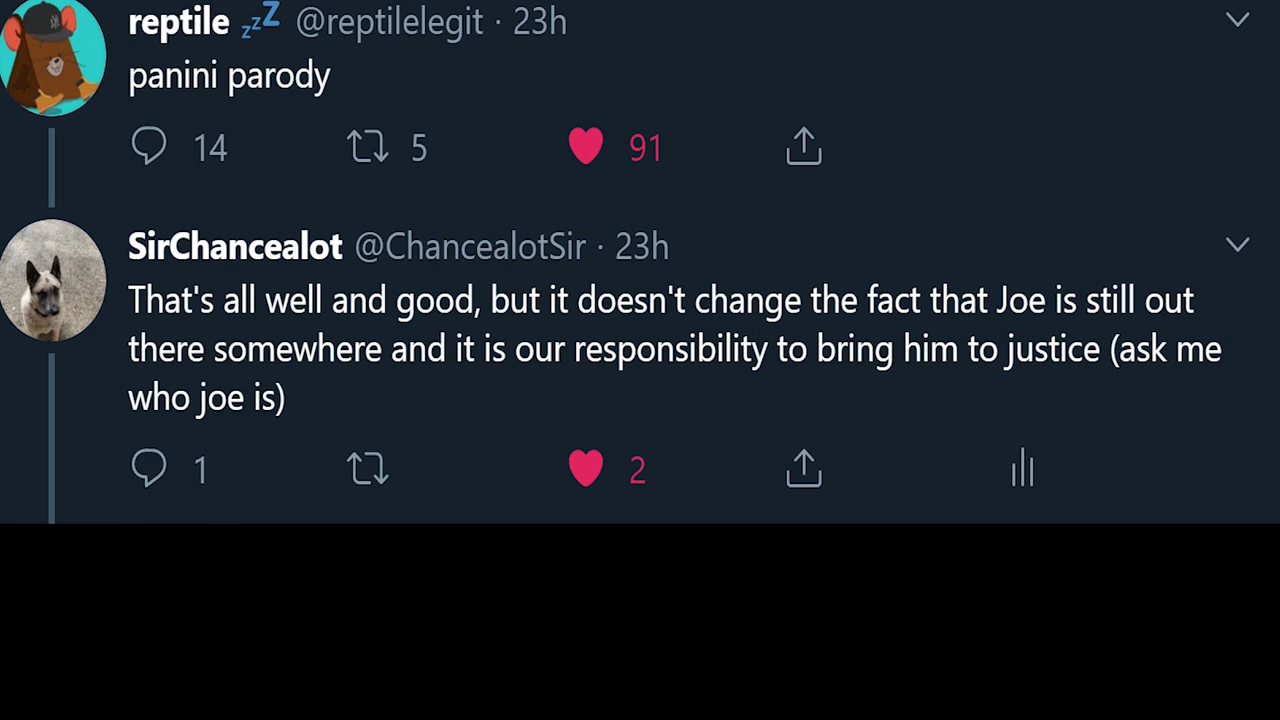 reptile 💤 @reptilelegit · 23h
panini parody
14 5 91
SirChancealot @ChancealotSir · 23h
That's all well and good, but it doesn't change the fact that Joe is still out
there somewhere and it is our responsibility to bring him to justice (ask me
who joe is)
1 2